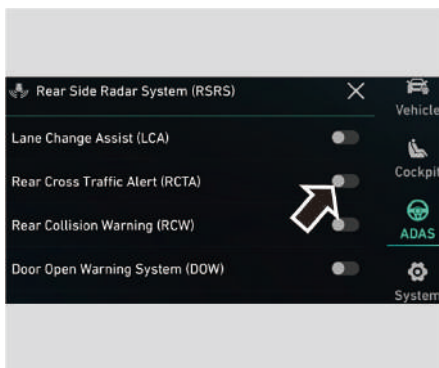 Rear Side Radar System (RSRS)
Vehicle
Lane Change Assist (LCA)
Cockpit
Rear Cross Traffic Alert (RCTA)
Rear Collision Warning (RCW)
ADAS
Door Open Warning System (DOW)
System